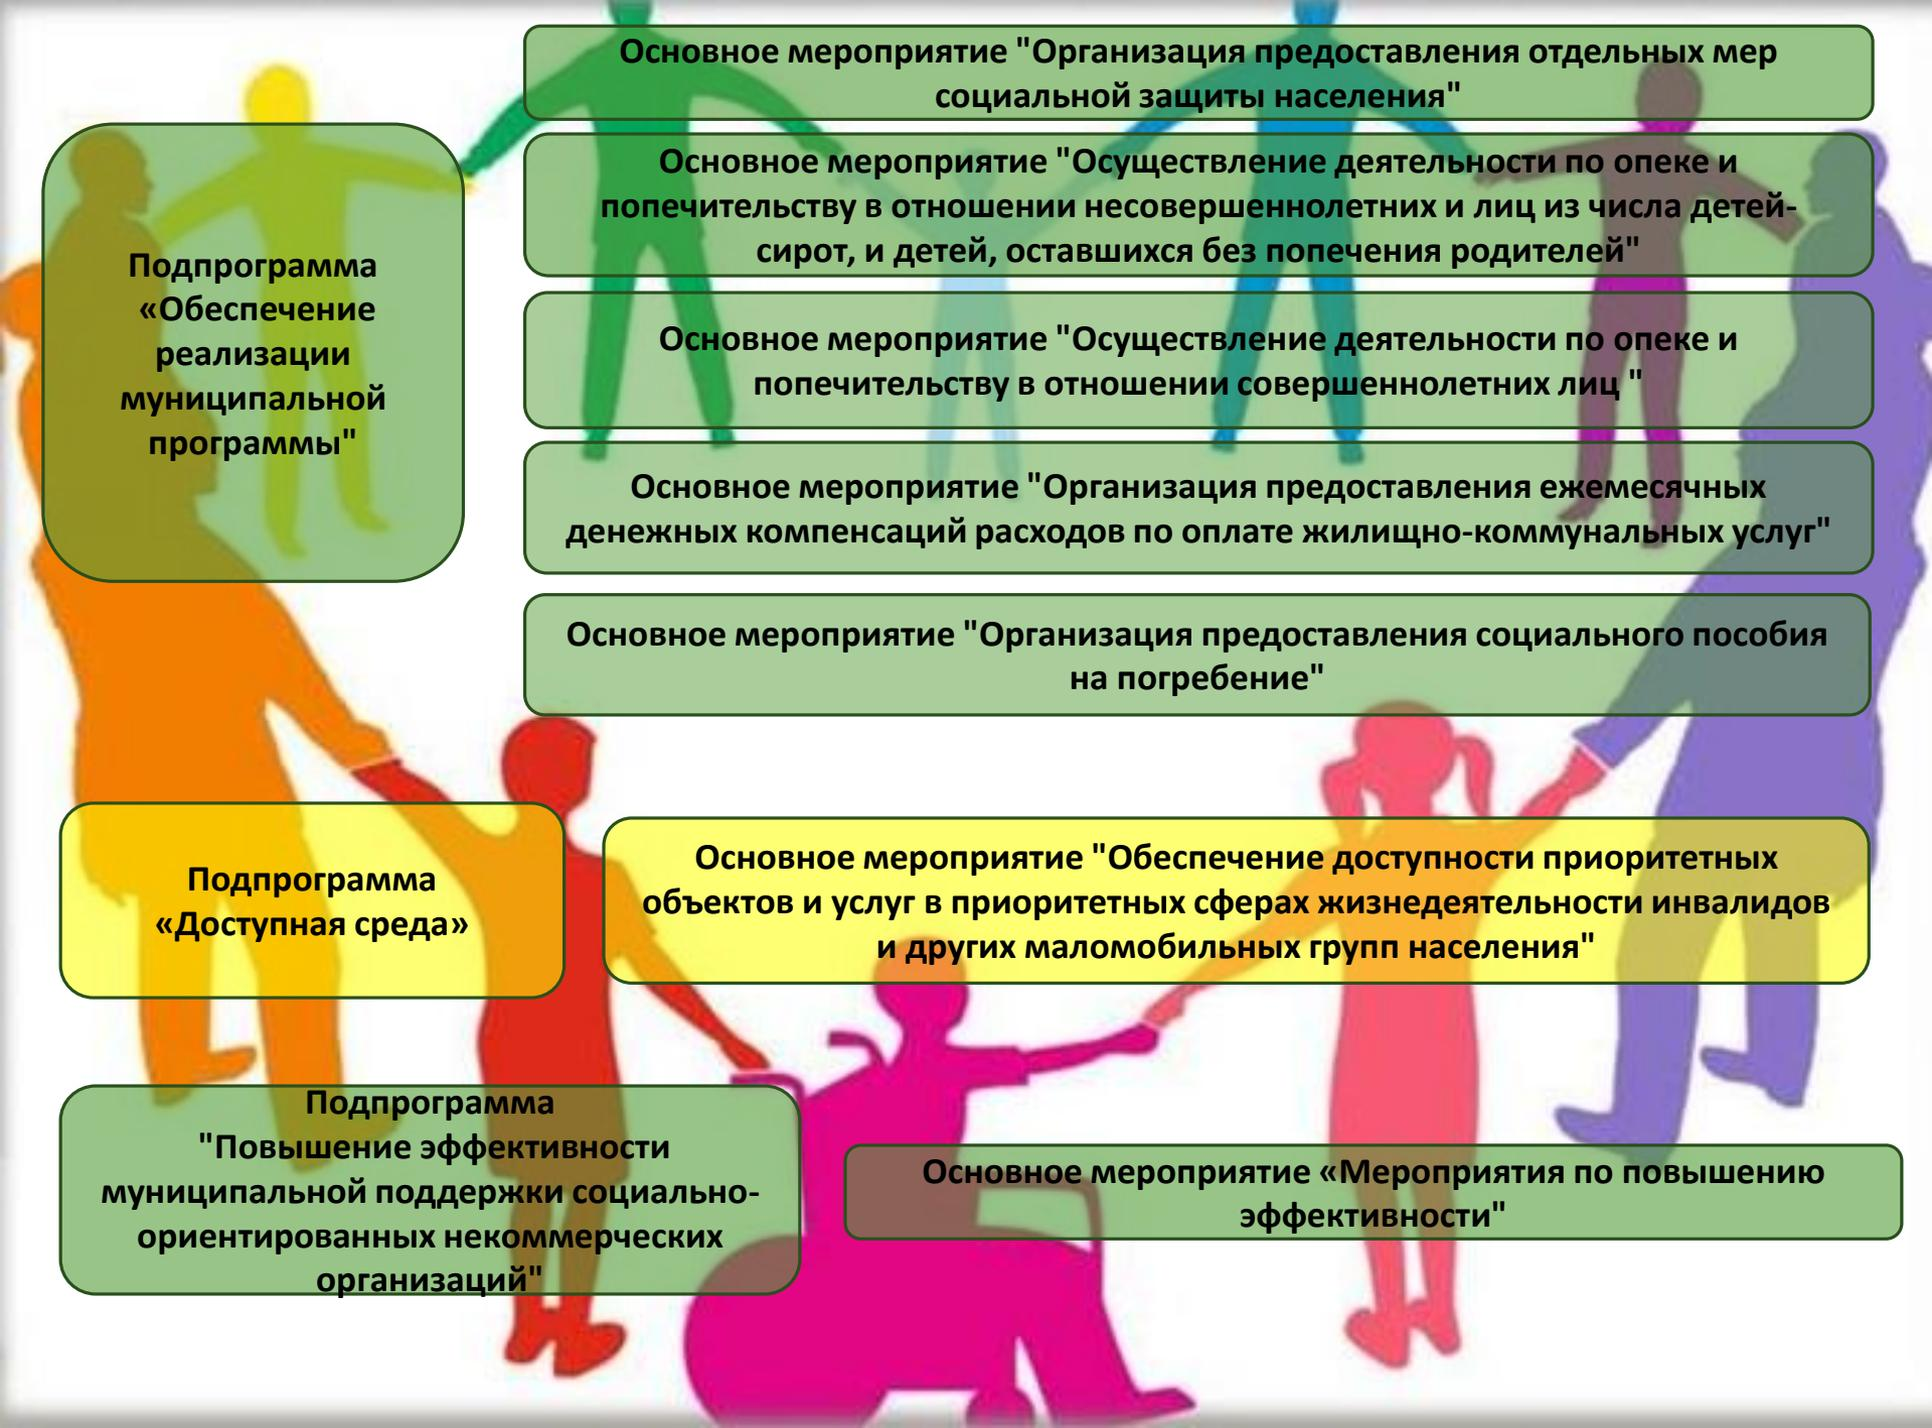 Основное мероприятие "Организация предоставления отдельных мер
социальной защиты населения"
Подпрограмма
«Обеспечение
реализации
муниципальной
программы"
Основное мероприятие "Осуществление деятельности по опеке и
попечительству в отношении несовершеннолетних и лиц из числа детей-
сирот, и детей, оставшихся без попечения родителей"
Основное мероприятие "Осуществление деятельности по опеке и
попечительству в отношении совершеннолетних лиц "
Основное мероприятие "Организация предоставления ежемесячных
денежных компенсаций расходов по оплате жилищно-коммунальных услуг"
Основное мероприятие "Организация предоставления социального пособия
на погребение"
Подпрограмма
«Доступная среда»
Основное мероприятие "Обеспечение доступности приоритетных
объектов и услуг в приоритетных сферах жизнедеятельности инвалидов
и других маломобильных групп населения"
Подпрограмма
"Повышение эффективности
муниципальной поддержки социально-
ориентированных некоммерческих
организаций"
Основное мероприятие «Мероприятия по повышению
эффективности"